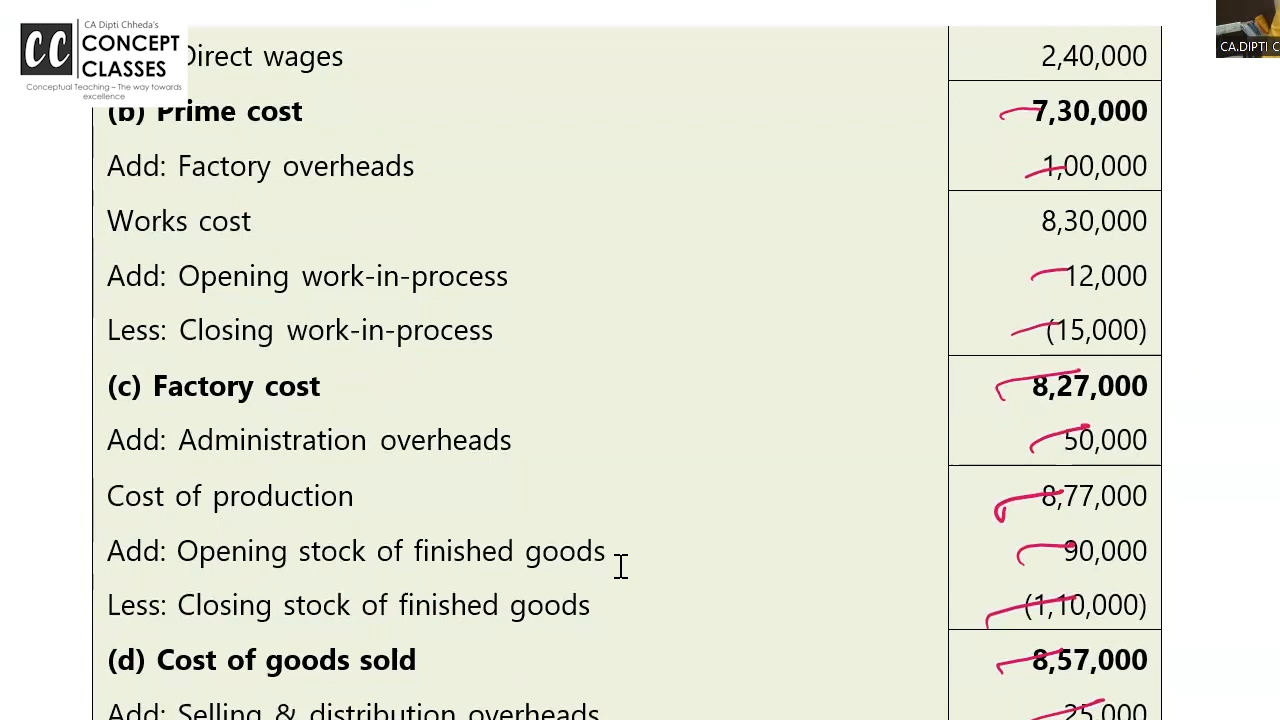 CA Dipti Chheda's
CC CONCEPT
CLASSES
Conceptual Teaching – The way towards
excellence
CA.DIPTI C
Direct wages 2,40,000
(b) Prime cost 7,30,000
Add: Factory overheads 1,00,000
Works cost 8,30,000
Add: Opening work-in-process 12,000
Less: Closing work-in-process (15,000)
(c) Factory cost 8,27,000
Add: Administration overheads 50,000
Cost of production 8,77,000
Add: Opening stock of finished goods 90,000
Less: Closing stock of finished goods (1,10,000)
(d) Cost of goods sold 8,57,000
Add: Selling & distribution overheads 25,000